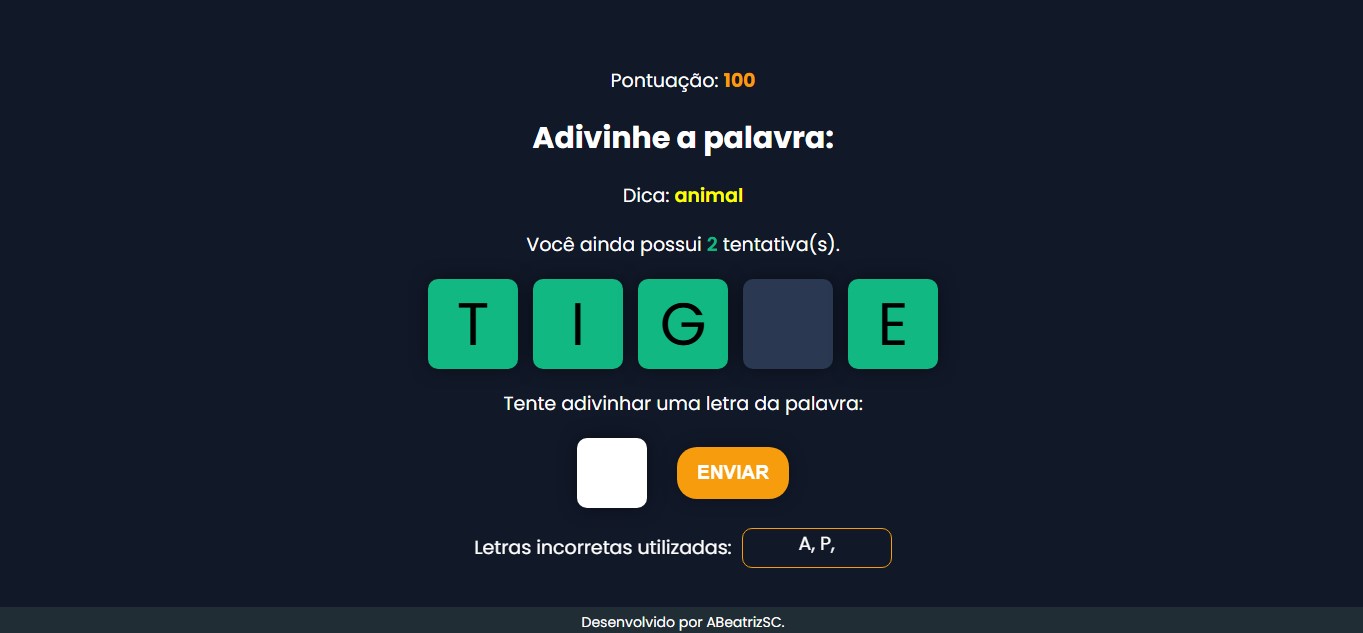 Pontuação: 100
Adivinhe a palavra:
Dica: animal
Você ainda possui 2 tentativa(s).
T I G E
Tente adivinhar uma letra da palavra:
ENVIAR
Letras incorretas utilizadas: A, P,
Desenvolvido por ABeatrizSC.